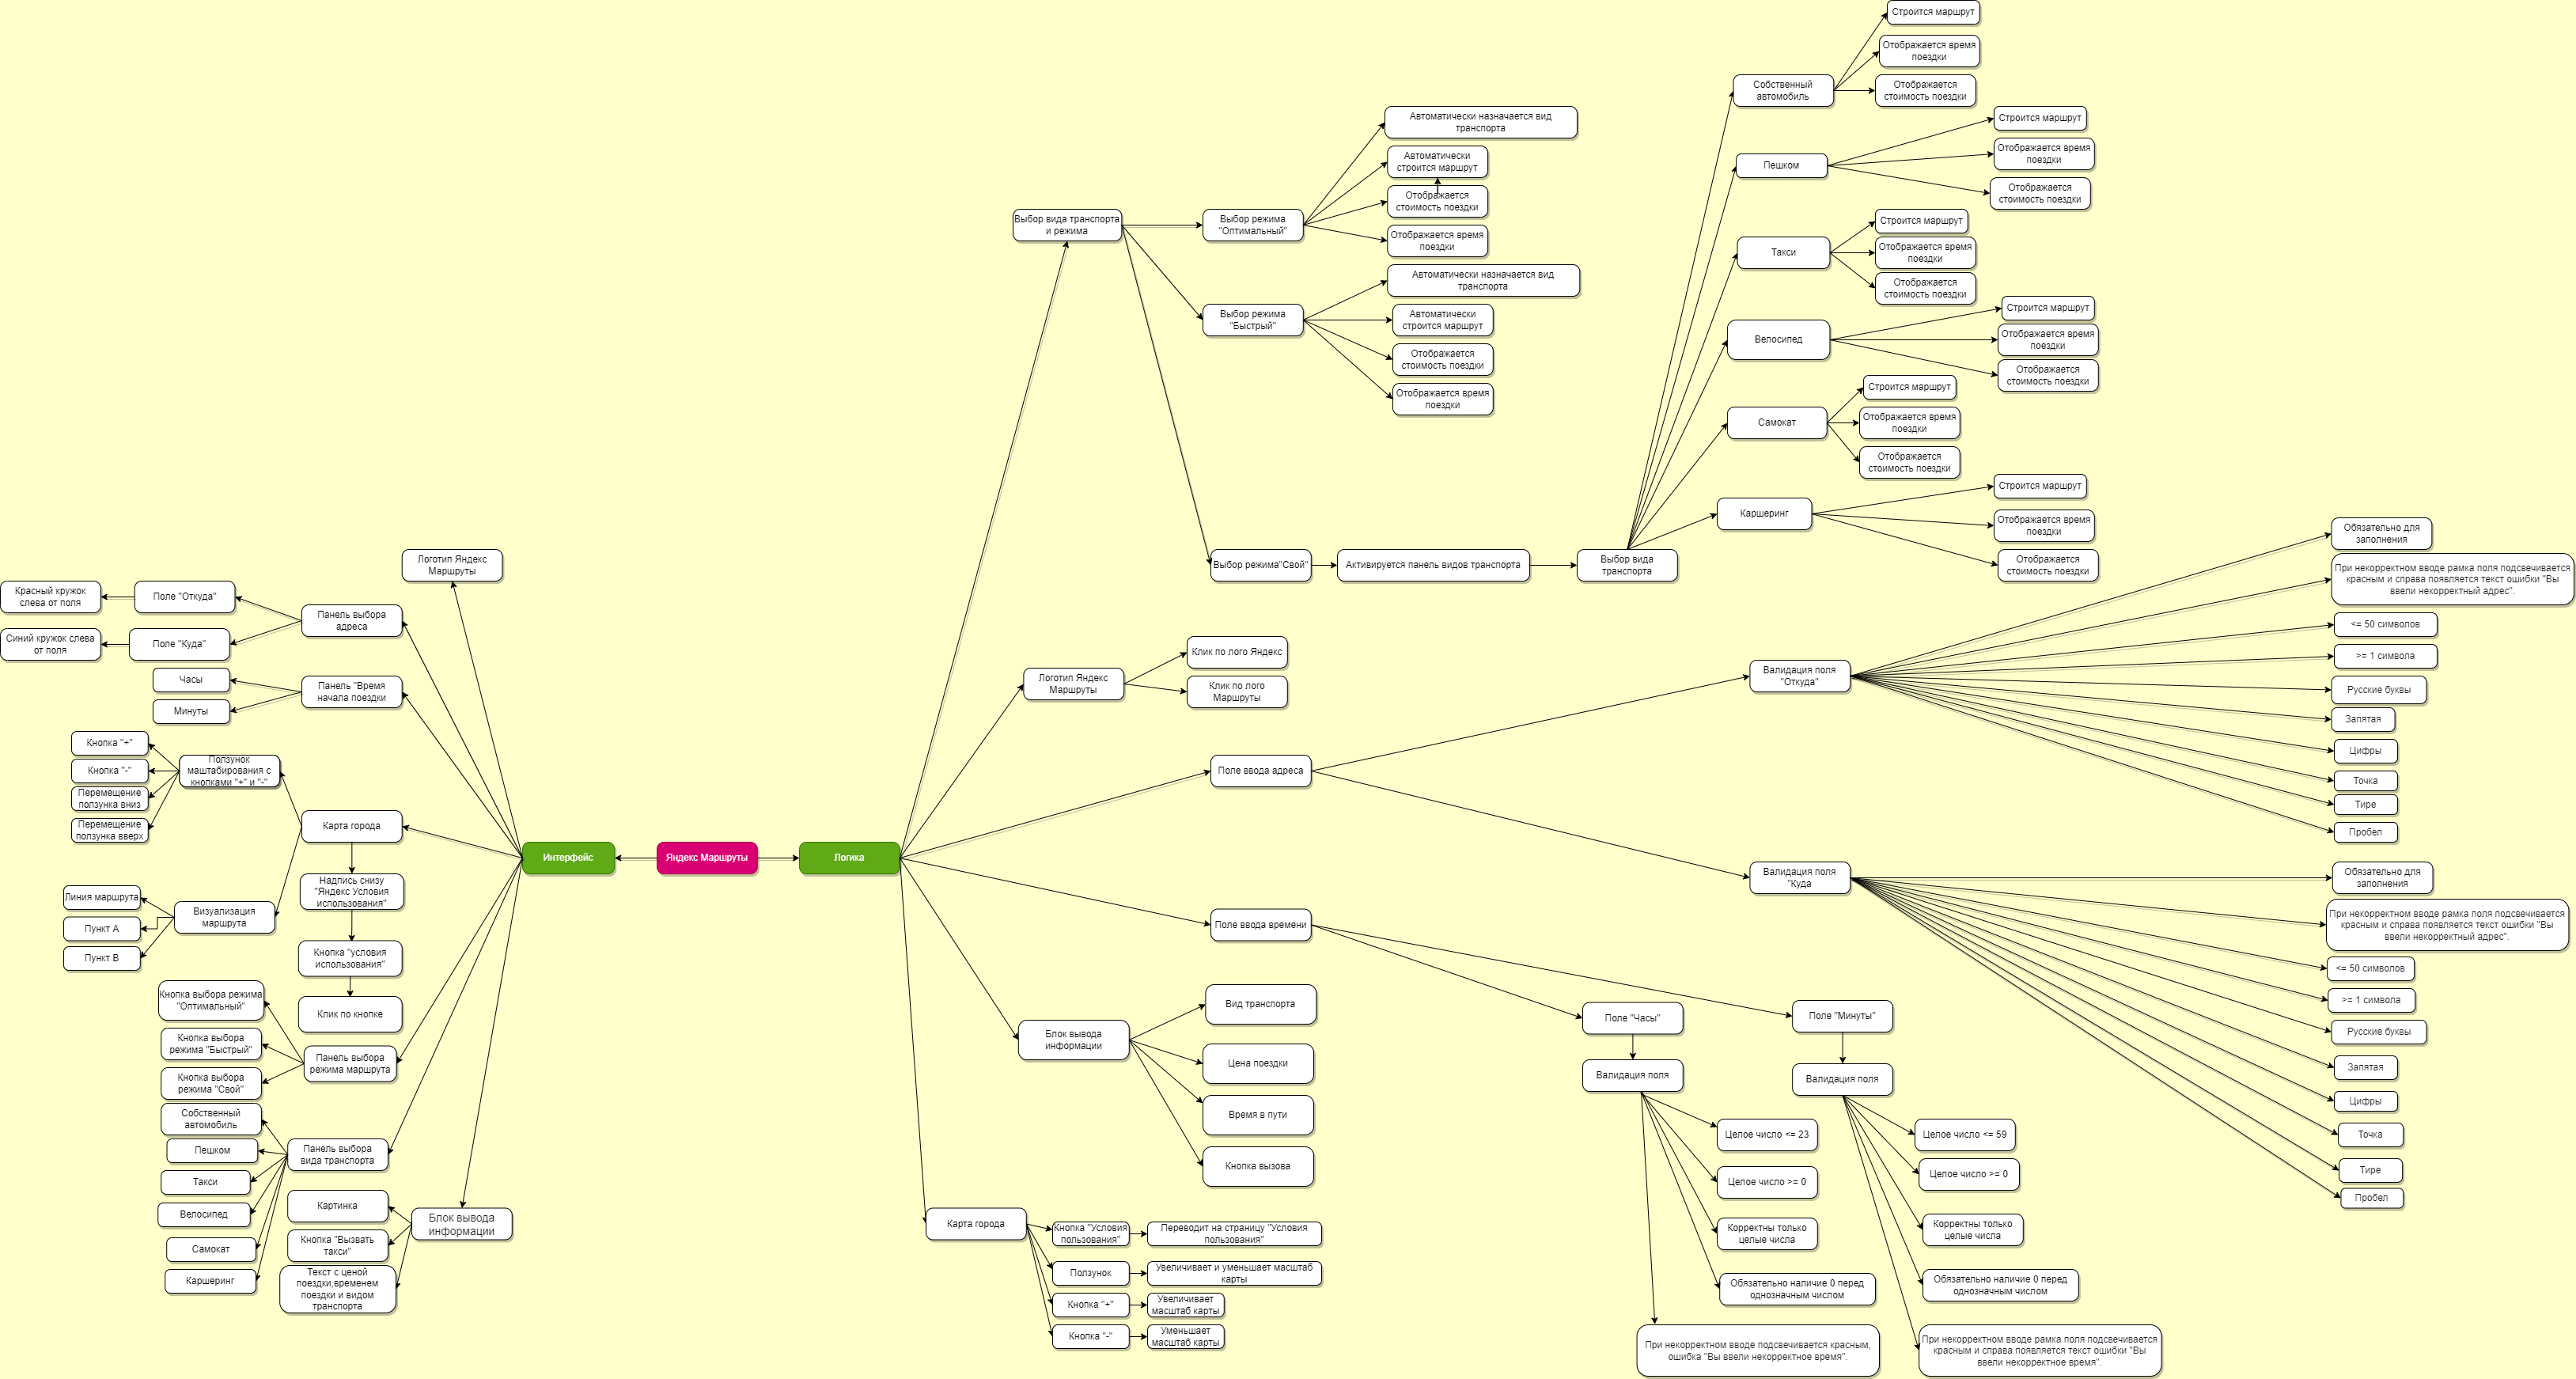 Яндекс Маршруты
Интерфейс
Логотип Яндекс
Маршруты
Панель выбора
адреса
Поле "Откуда"
Красный кружок
слева от поля
Поле "Куда"
Синий кружок слева
от поля
Панель "Время
начала поездки
Часы
Минуты
Карта города
Ползунок
маштабирования с
кнопками "+" и "-"
Кнопка "+"
Кнопка "-"
Перемещение
ползунка вниз
Перемещение
ползунка вверх
Визуализация
маршрута
Линия маршрута
Пункт А
Пункт В
Надпись снизу
"Яндекс Условия
использования"
Кнопка "условия
использования"
Клик по кнопке
Панель выбора
режима маршрута
Кнопка выбора режима
"Оптимальный"
Кнопка выбора
режима "Быстрый"
Кнопка выбора
режима "Свой"
Панель выбора
вида транспорта
Собственный
автомобиль
Пешком
Такси
Велосипед
Самокат
Каршеринг
Блок вывода
информации
Картинка
Кнопка "Вызвать
такси"
Текст с ценой
поездки,временем
поездки и видом
транспорта
Логика
Выбор вида транспорта
и режима
Выбор режима
"Оптимальный"
Автоматически назначается вид
транспорта
Автоматически
строится маршрут
Отображается
стоимость поездки
Отображается время
поездки
Выбор режима
"Быстрый"
Автоматически назначается вид
транспорта
Автоматически
строится маршрут
Отображается
стоимость поездки
Отображается время
поездки
Выбор режима"Свой"
Активируется панель видов транспорта
Выбор вида
транспорта
Собственный
автомобиль
Строится маршрут
Отображается время
поездки
Отображается
стоимость поездки
Пешком
Строится маршрут
Отображается время
поездки
Отображается
стоимость поездки
Такси
Строится маршрут
Отображается время
поездки
Отображается
стоимость поездки
Велосипед
Строится маршрут
Отображается время
поездки
Отображается
стоимость поездки
Самокат
Строится маршрут
Отображается время
поездки
Отображается
стоимость поездки
Каршеринг
Строится маршрут
Отображается время
поездки
Отображается
стоимость поездки
Логотип Яндекс
Маршруты
Клик по лого Яндекс
Клик по лого
Маршруты
Поле ввода адреса
Валидация поля
"Откуда"
Обязательно для
заполнения
При некорректном вводе рамка поля подсвечивается
красным и справа появляется текст ошибки "Вы
ввели некорректный адрес".
<= 50 символов
>= 1 символа
Русские буквы
Запятая
Цифры
Точка
Тире
Пробел
Валидация поля
"Куда
Обязательно для
заполнения
При некорректном вводе рамка поля подсвечивается
красным и справа появляется текст ошибки "Вы
ввели некорректный адрес".
<= 50 символов
>= 1 символа
Русские буквы
Запятая
Цифры
Точка
Тире
Пробел
Поле ввода времени
Поле "Часы"
Валидация поля
Целое число <= 23
Целое число >= 0
Корректны только
целые числа
Обязательно наличие 0 перед
однозначным числом
При некорректном вводе подсвечивается красным,
ошибка "Вы ввели некорректное время".
Поле "Минуты"
Валидация поля
Целое число <= 59
Целое число >= 0
Корректны только
целые числа
Обязательно наличие 0 перед
однозначным числом
При некорректном вводе рамка поля подсвечивается
красным и справа появляется текст ошибки "Вы
ввели некорректное время".
Блок вывода
информации
Вид транспорта
Цена поездки
Время в пути
Кнопка вызова
Карта города
Кнопка "Условия
пользования"
Переводит на страницу "Условия
пользования"
Ползунок
Увеличивает и уменьшает масштаб
карты
Кнопка "+"
Увеличивает
масштаб карты
Кнопка "-"
Уменьшает
масштаб карты